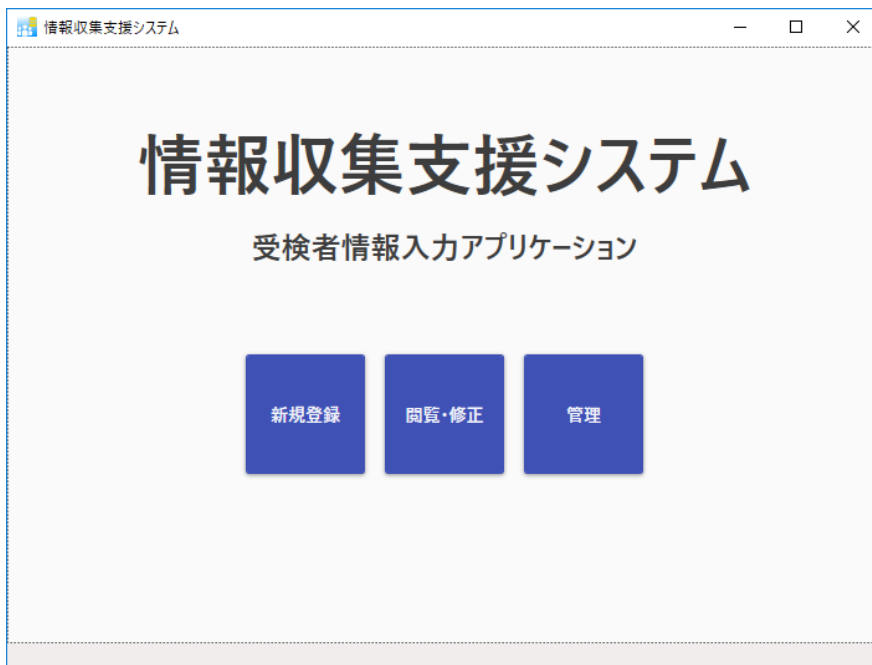 情報収集支援システム
情報収集支援システム
受検者情報入力アプリケーション
新規登録
閲覧・修正
管理